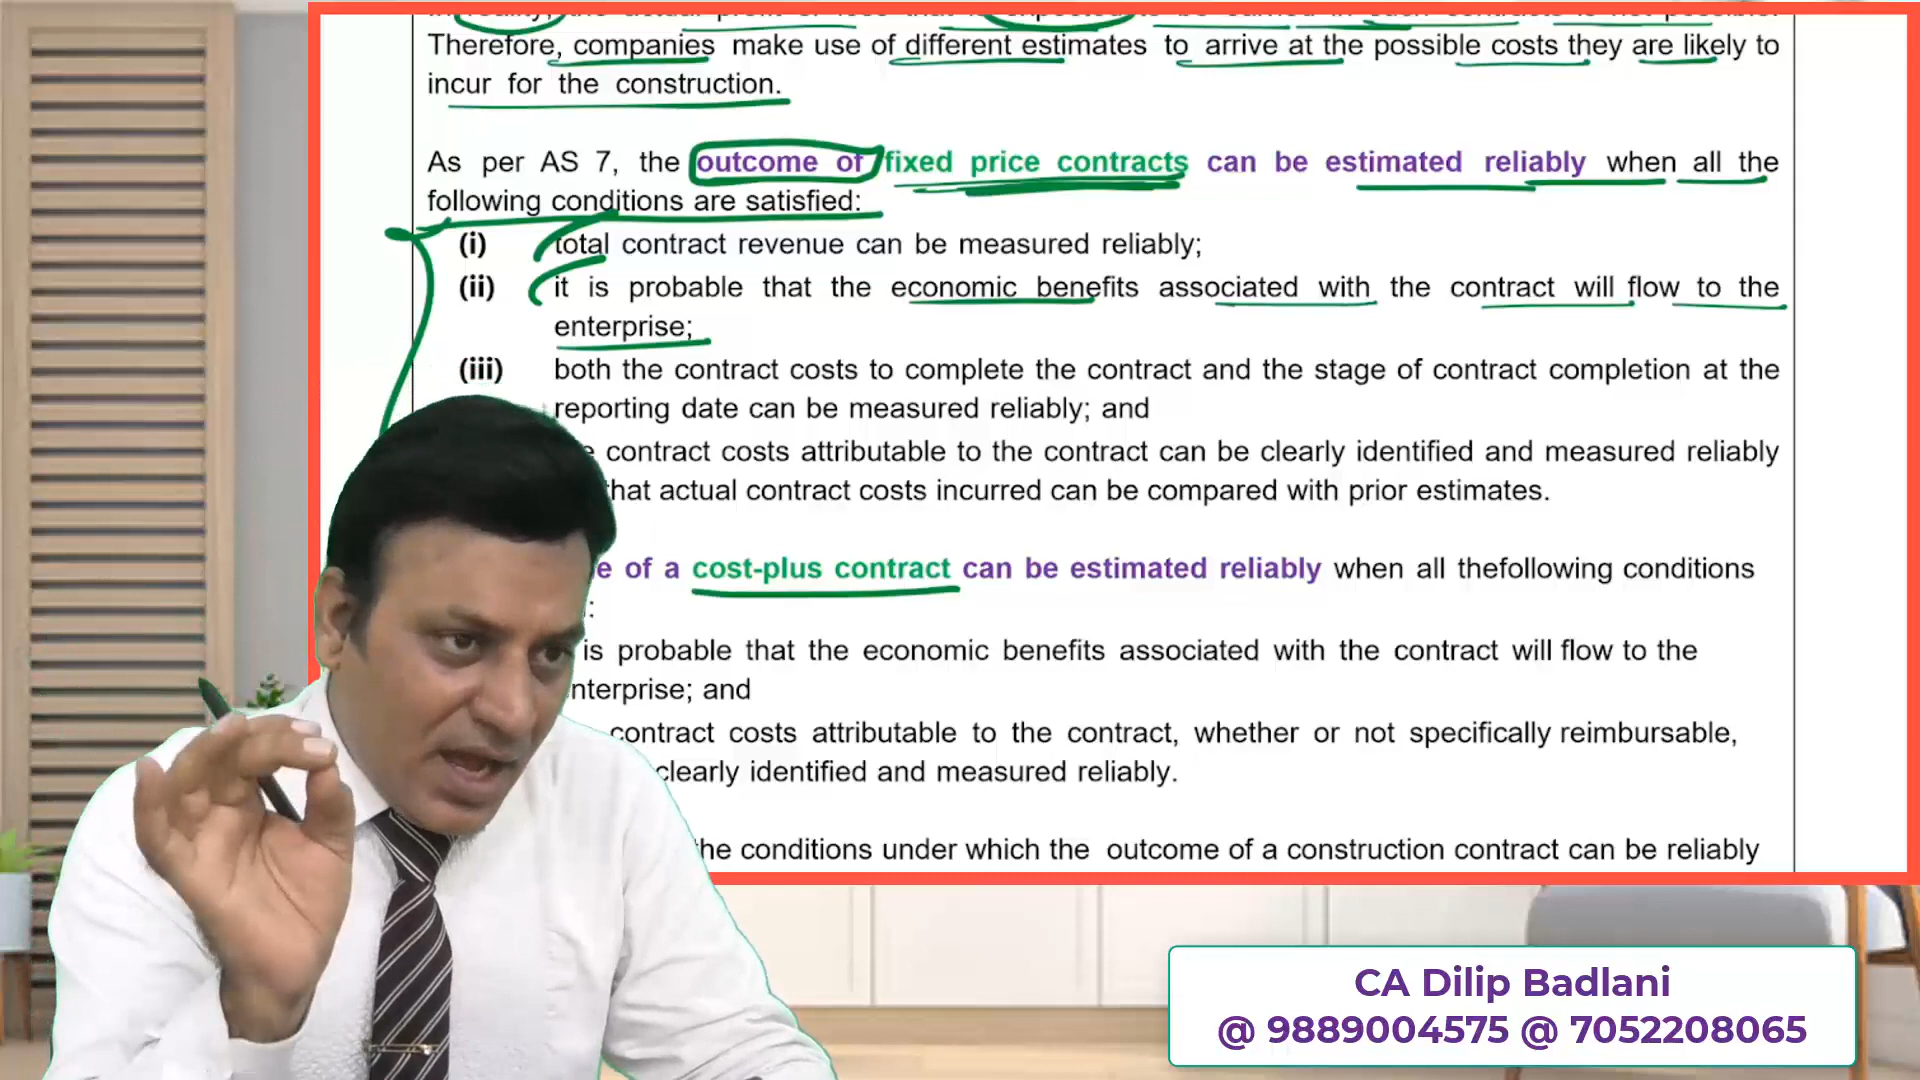 Therefore, companies make use of different estimates to arrive at the possible costs they are likely to
incur for the construction.
As per AS 7, the outcome of fixed price contracts can be estimated reliably when all the
following conditions are satisfied:
(i) total contract revenue can be measured reliably;
(ii) it is probable that the economic benefits associated with the contract will flow to the
enterprise;
(iii) both the contract costs to complete the contract and the stage of contract completion at the
reporting date can be measured reliably; and
contract costs attributable to the contract can be clearly identified and measured reliably
that actual contract costs incurred can be compared with prior estimates.
of a cost-plus contract can be estimated reliably when all thefollowing conditions
:
is probable that the economic benefits associated with the contract will flow to the
nterprise; and
contract costs attributable to the contract, whether or not specifically reimbursable,
clearly identified and measured reliably.
the conditions under which the outcome of a construction contract can be reliably
CA Dilip Badlani
@ 9889004575 @ 7052208065